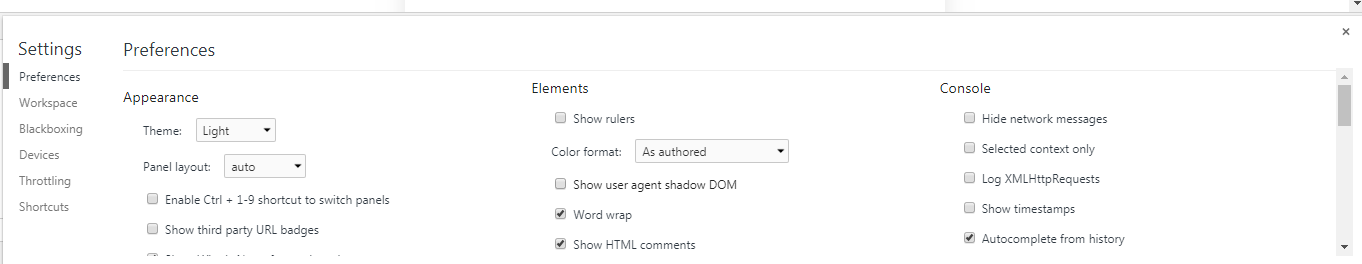 Settings
Preferences
Workspace
Blackboxing
Devices
Throttling
Shortcuts
Preferences
Appearance
Theme: Light
Panel layout: auto
Enable Ctrl + 1-9 shortcut to switch panels
Show third party URL badges
Elements
Show rulers
Color format: As authored
Show user agent shadow DOM
Word wrap
Show HTML comments
Console
Hide network messages
Selected context only
Log XMLHttpRequests
Show timestamps
Autocomplete from history